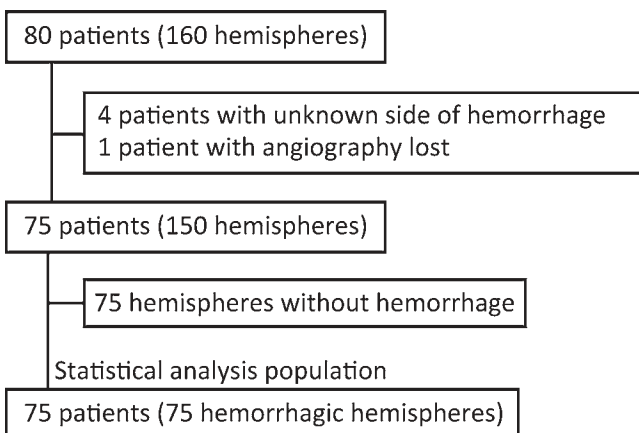 80 patients (160 hemispheres)
4 patients with unknown side of hemorrhage
1 patient with angiography lost
75 patients (150 hemispheres)
75 hemispheres without hemorrhage
Statistical analysis population
75 patients (75 hemorrhagic hemispheres)